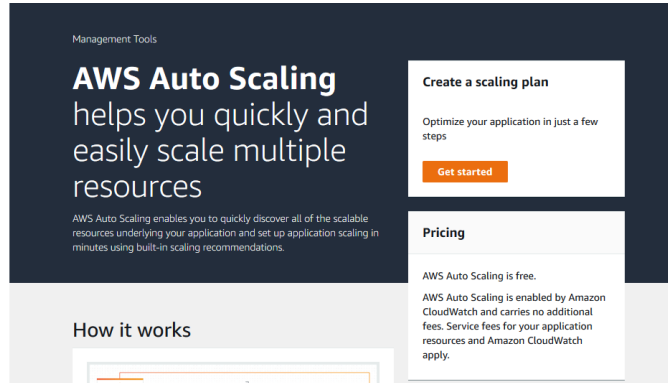 Management Tools
AWS Auto Scaling
helps you quickly and
easily scale multiple
resources
AWS Auto Scaling enables you to quickly discover all of the scalable
resources underlying your application and set up application scaling in
minutes using built-in scaling recommendations.
How it works
Create a scaling plan
Optimize your application in just a few
steps
Get started
Pricing
AWS Auto Scaling is free.
AWS Auto Scaling is enabled by Amazon
CloudWatch and carries no additional
fees. Service fees for your application
resources and Amazon CloudWatch
apply.